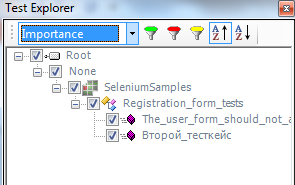 Test Explorer
Importance
Root
None
SeleniumSamples
Registration_form_tests
The_user_form_should_not_a
Второй_тесткейс